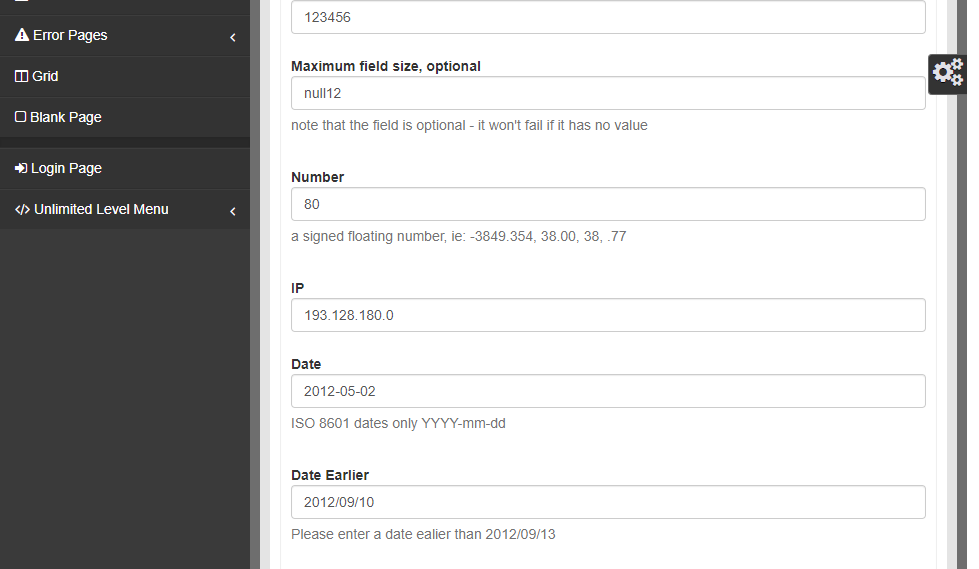 Error Pages
Grid
Blank Page
Login Page
Unlimited Level Menu
123456
Maximum field size, optional
null12
note that the field is optional - it won't fail if it has no value
Number
80
a signed floating number, ie: -3849.354, 38.00, 38, .77
IP
193.128.180.0
Date
2012-05-02
ISO 8601 dates only YYYY-mm-dd
Date Earlier
2012/09/10
Please enter a date ealier than 2012/09/13